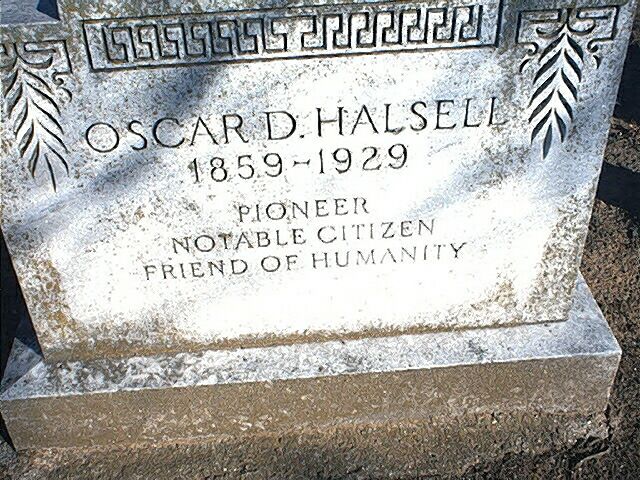 OSCAR D. HALSELL
1859-1929
PIONEER
NOTABLE CITIZEN
FRIEND OF HUMANITY